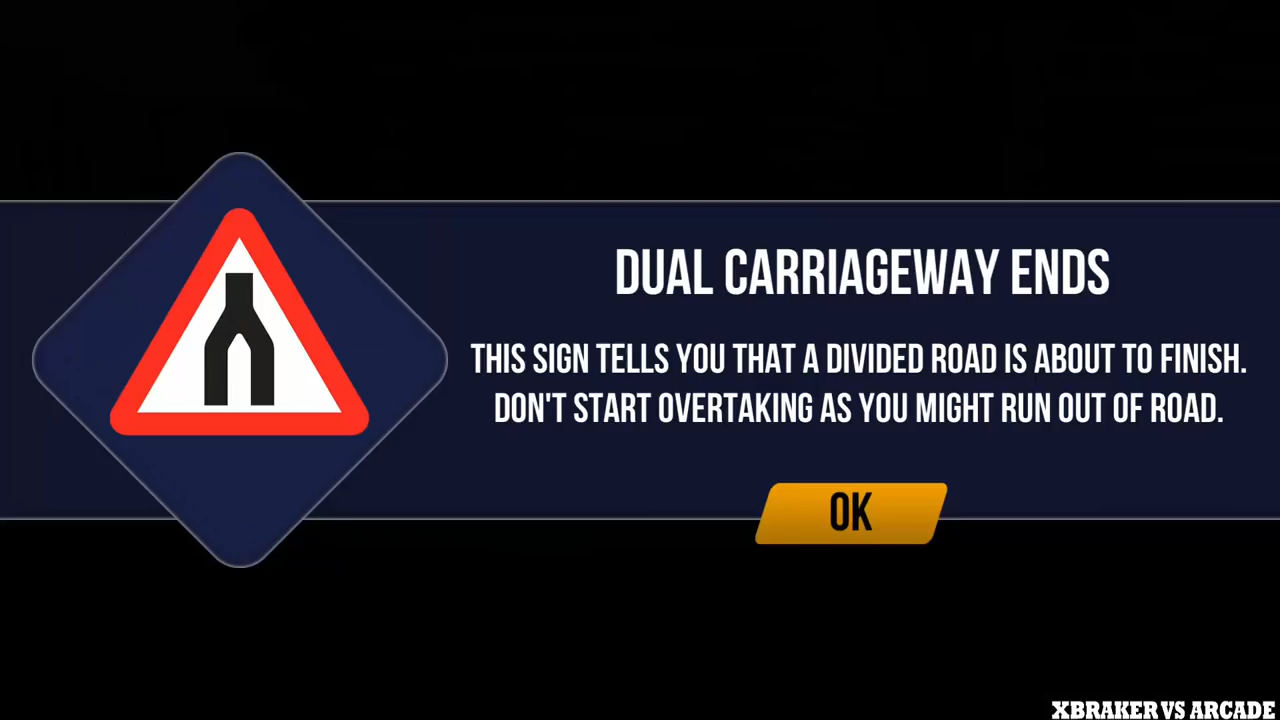 DUAL CARRIAGEWAY ENDS
THIS SIGN TELLS YOU THAT A DIVIDED ROAD IS ABOUT TO FINISH.
DON'T START OVERTAKING AS YOU MIGHT RUN OUT OF ROAD.
OK
XBRAKER VS ARCADE